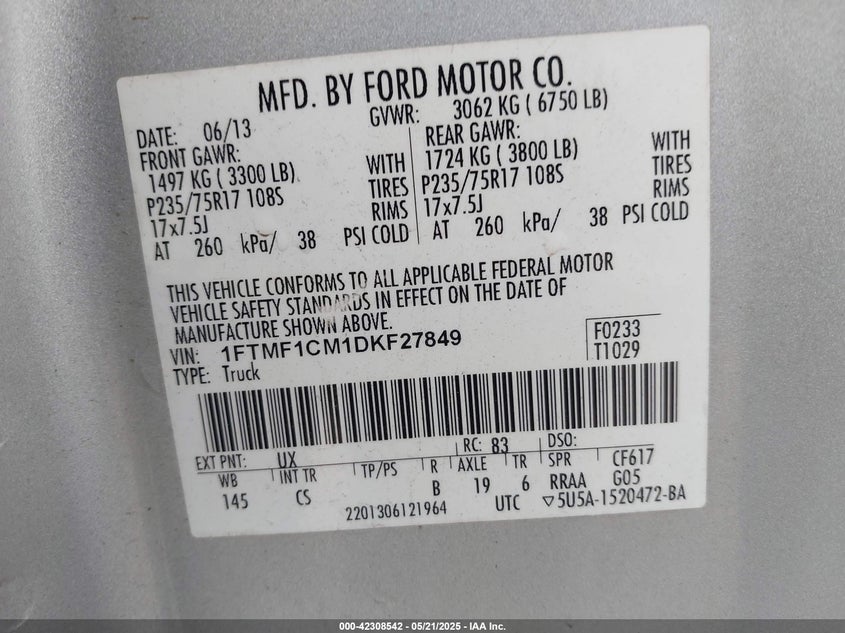 MFD. BY FORD MOTOR CO.
DATE: 06/13
GVWR: 3062 KG ( 6750 LB)
FRONT GAWR:
1497 KG ( 3300 LB) WITH
P235/75R17 108S TIRES
17x7.5J RIMS
AT 260 kPa/ 38 PSI COLD
REAR GAWR:
1724 KG ( 3800 LB) WITH
P235/75R17 108S TIRES
17x7.5J RIMS
AT 260 kPa/ 38 PSI COLD
THIS VEHICLE CONFORMS TO ALL APPLICABLE FEDERAL MOTOR
VEHICLE SAFETY STANDARDS IN EFFECT ON THE DATE OF
MANUFACTURE SHOWN ABOVE.
VIN: 1FTMF1CM1DKF27849
TYPE: Truck
F0233
T1029
EXT PNT: UX RC: 83 DSO:
WB INT TR TP/PS R AXLE TR SPR CF617
145 CS B 19 6 RRAA G05
2201306121964 UTC ▽5U5A-1520472-BA
000-42308542 — 05/21/2025 — IAA Inc.